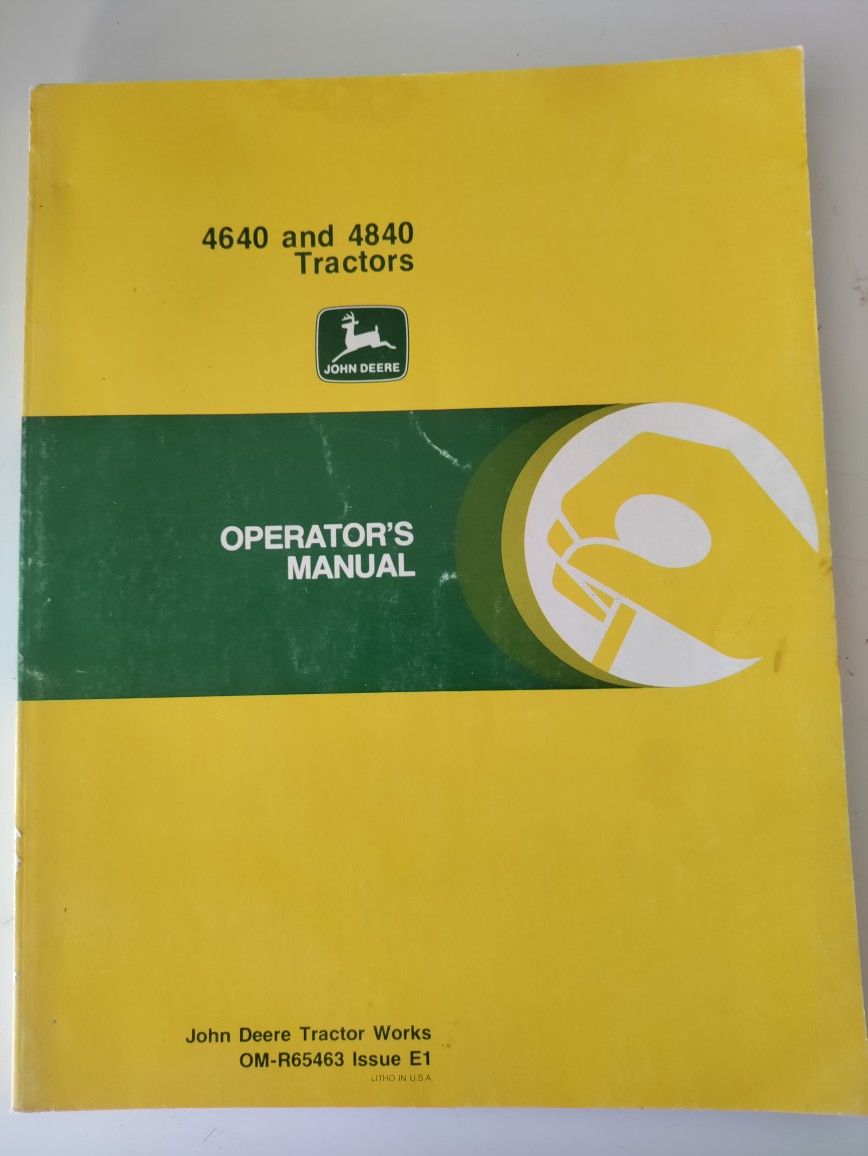 4640 and 4840
Tractors
JOHN DEERE
OPERATOR'S
MANUAL
John Deere Tractor Works
OM-R65463 Issue E1
LITHO IN U.S.A.